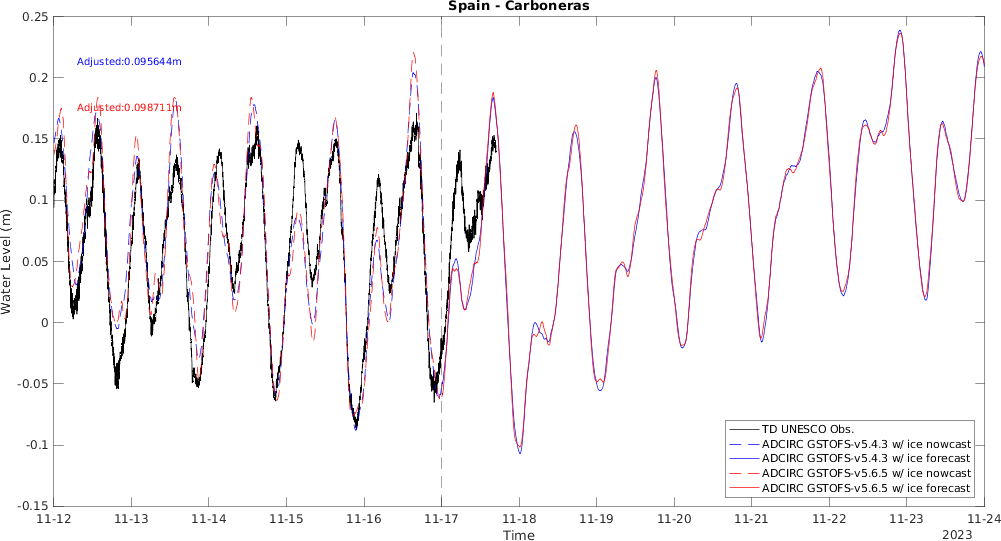 Spain - Carboneras
0.25
0.2
0.15
0.1
0.05
0
-0.05
-0.1
-0.15
Water Level (m)
Adjusted:0.095644m
Adjusted:0.098711m
TD UNESCO Obs.
ADCIRC GSTOFS-v5.4.3 w/ ice nowcast
ADCIRC GSTOFS-v5.4.3 w/ ice forecast
ADCIRC GSTOFS-v5.6.5 w/ ice nowcast
ADCIRC GSTOFS-v5.6.5 w/ ice forecast
11-12 11-13 11-14 11-15 11-16 11-17 11-18 11-19 11-20 11-21 11-22 11-23 11-24
Time
2023